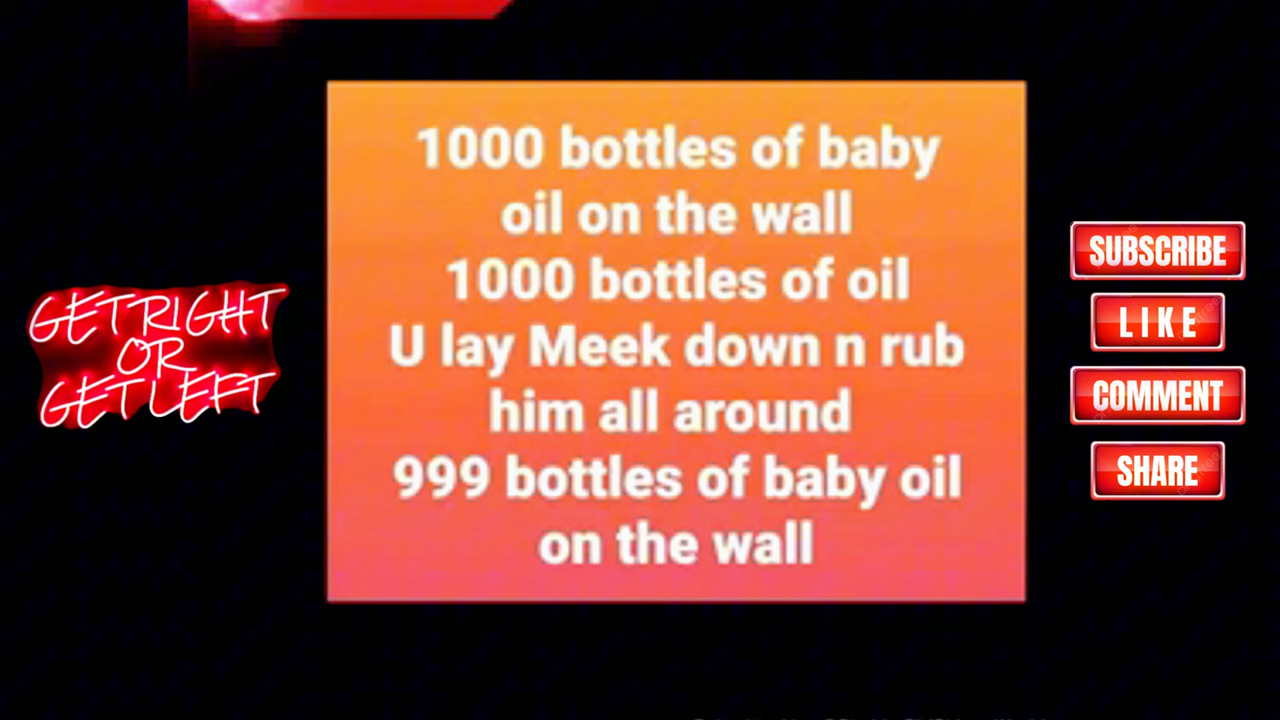 1000 bottles of baby
oil on the wall
1000 bottles of oil
U lay Meek down n rub
him all around
999 bottles of baby oil
on the wall
GETRIGHT
OR
GETLEFT
SUBSCRIBE
LIKE
COMMENT
SHARE